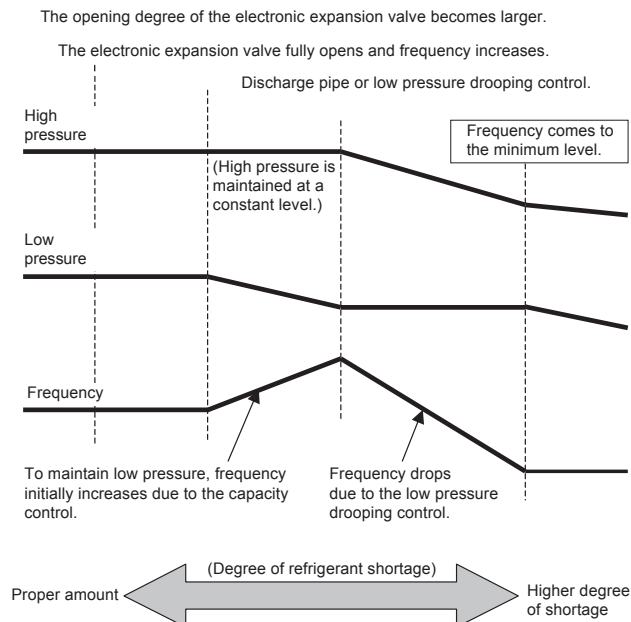 The opening degree of the electronic expansion valve becomes larger.
The electronic expansion valve fully opens and frequency increases.
Discharge pipe or low pressure drooping control.
High
pressure
Frequency comes to
the minimum level.
(High pressure is
maintained at a
constant level.)
Low
pressure
Frequency
To maintain low pressure, frequency
initially increases due to the capacity
control.
Frequency drops
due to the low pressure
drooping control.
(Degree of refrigerant shortage)
Proper amount
Higher degree
of shortage